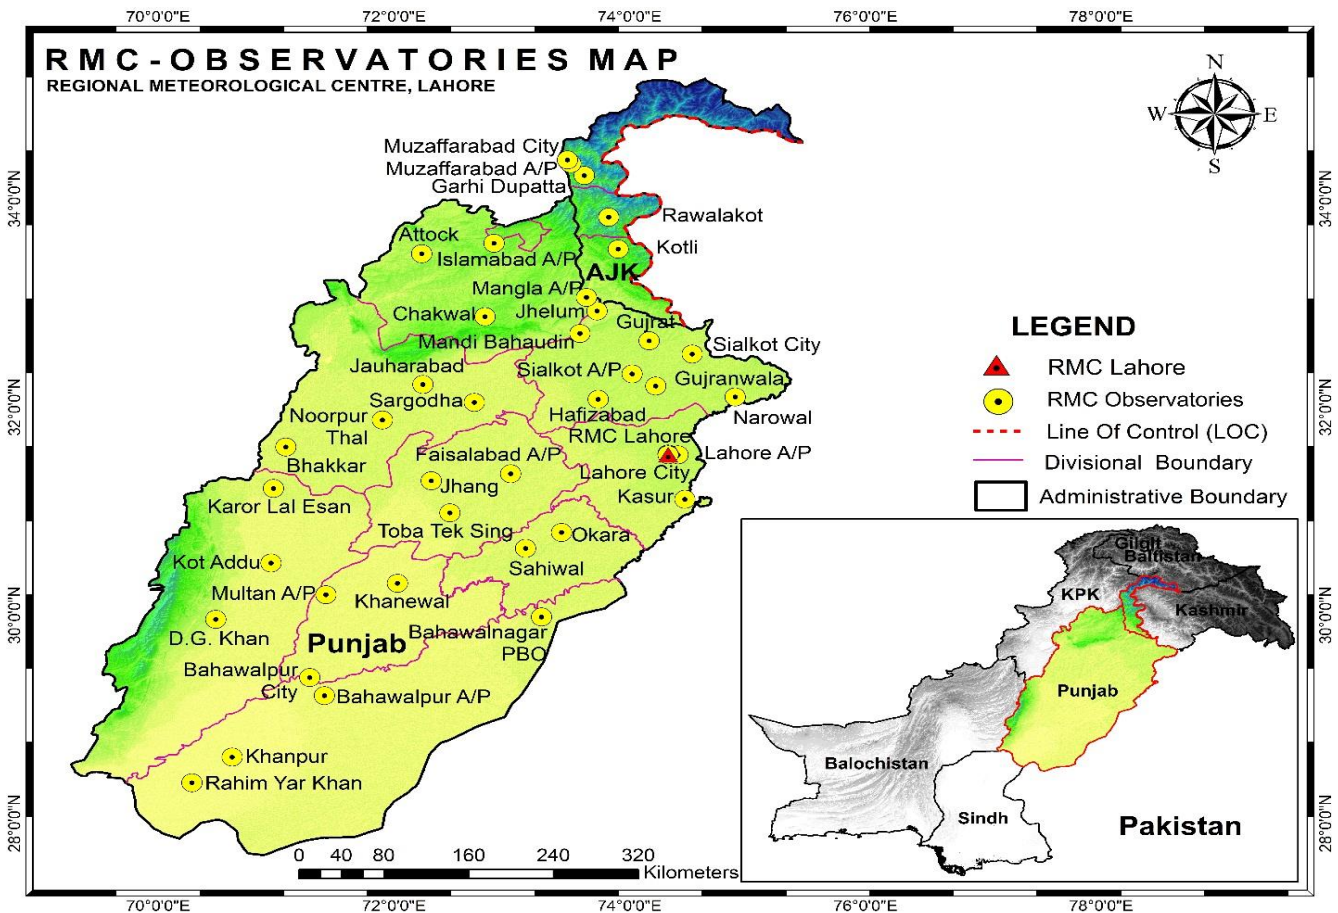 70°0'0"E 72°0'0"E 74°0'0"E 76°0'0"E 78°0'0"E
RMC-OBSERVATORIES MAP
REGIONAL METEOROLOGICAL CENTRE, LAHORE
N
W E
S
Muzaffarabad City
Muzaffarabad A/P
Garhi Dupatta
34°0'0"N
34°0'0"N
Rawalakot
Attock
Kotli
Islamabad A/P
AJK
Mangla A/P
Chakwal
Jhelum
Gujrat
Mandi Bahaudin
Sialkot City
Jauharabad
Sialkot A/P
Gujranwala
Sargodha
Hafizabad
Narowal
32°0'0"N
32°0'0"N
Noorpur
Thal
RMC Lahore
Lahore A/P
Bhakkar
Faisalabad A/P
Lahore City
Jhang
Kasur
Karor Lal Esan
Toba Tek Sing
Okara
Kot Addu
Sahiwal
Multan A/P
Khanewal
30°0'0"N
30°0'0"N
D.G. Khan
Punjab
Bahawalnagar
PBO
Bahawalpur
City
Bahawalpur A/P
Khanpur
Rahim Yar Khan
28°0'0"N
28°0'0"N
LEGEND
RMC Lahore
RMC Observatories
Line Of Control (LOC)
Divisional Boundary
Administrative Boundary
Gilgit
Baltistan
KPK
Kashmir
Punjab
Balochistan
Sindh
Pakistan
0 40 80 160 240 320
Kilometers
70°0'0"E 72°0'0"E 74°0'0"E 76°0'0"E 78°0'0"E